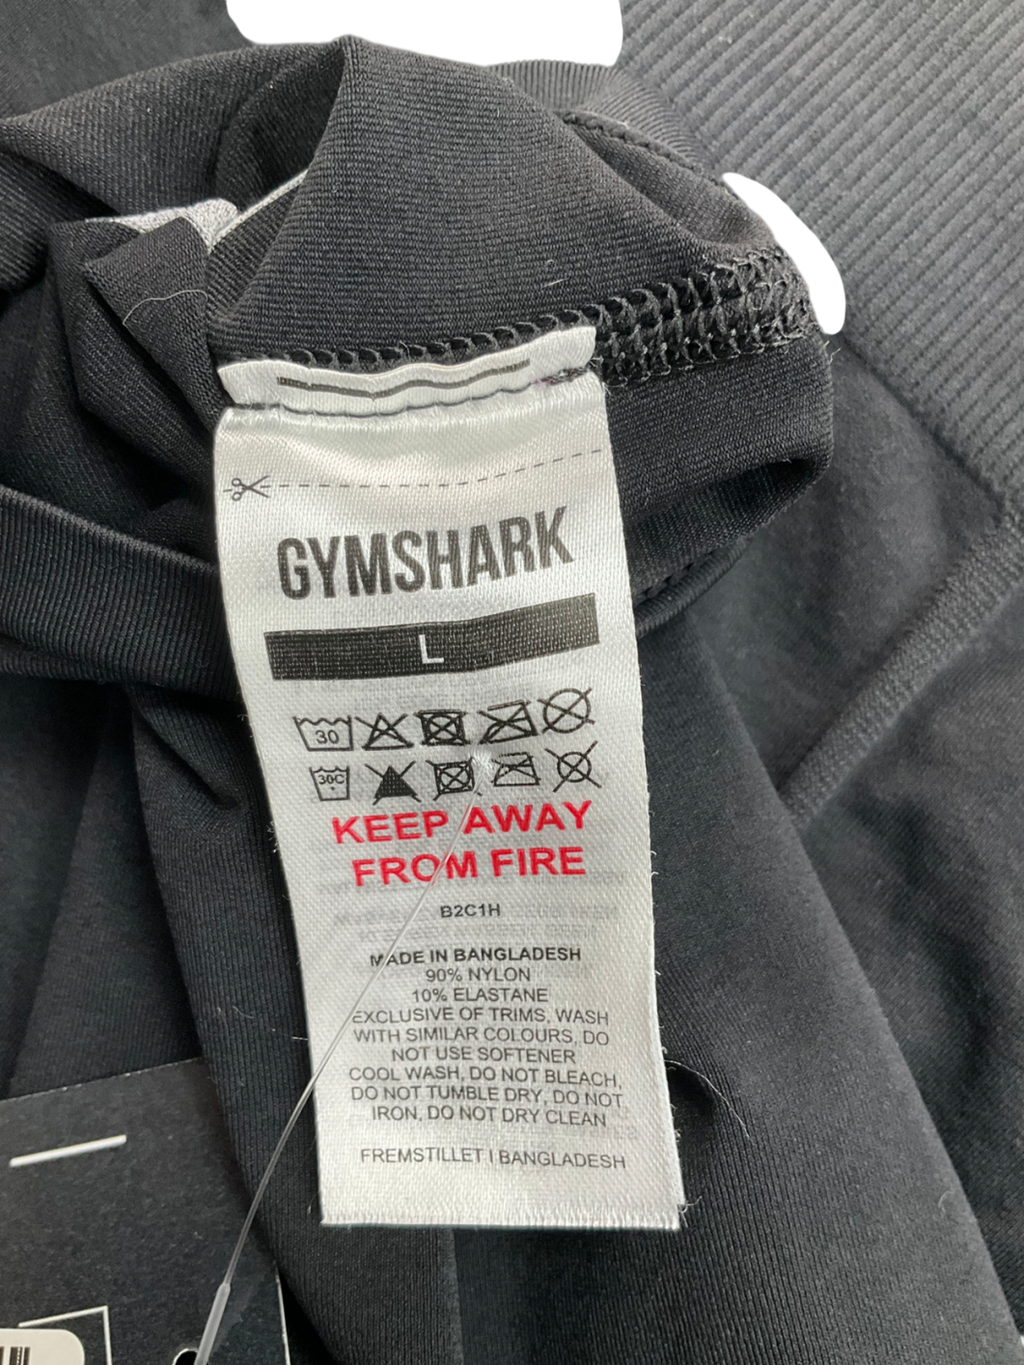 GYMSHARK
L
30
30C
KEEP AWAY
FROM FIRE
B2C1H
MADE IN BANGLADESH
90% NYLON
10% ELASTANE
EXCLUSIVE OF TRIMS, WASH
WITH SIMILAR COLOURS, DO
NOT USE SOFTENER
COOL WASH, DO NOT BLEACH,
DO NOT TUMBLE DRY, DO NOT
IRON, DO NOT DRY CLEAN
FREMSTILLET I BANGLADESH